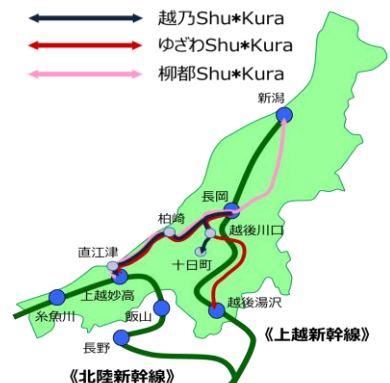 越乃Shu*Kura
ゆざわShu*Kura
柳都Shu*Kura
新潟
長岡
柏崎
越後川口
直江津
十日町
上越妙高
糸魚川
飯山
越後湯沢
長野
《上越新幹線》
《北陸新幹線》